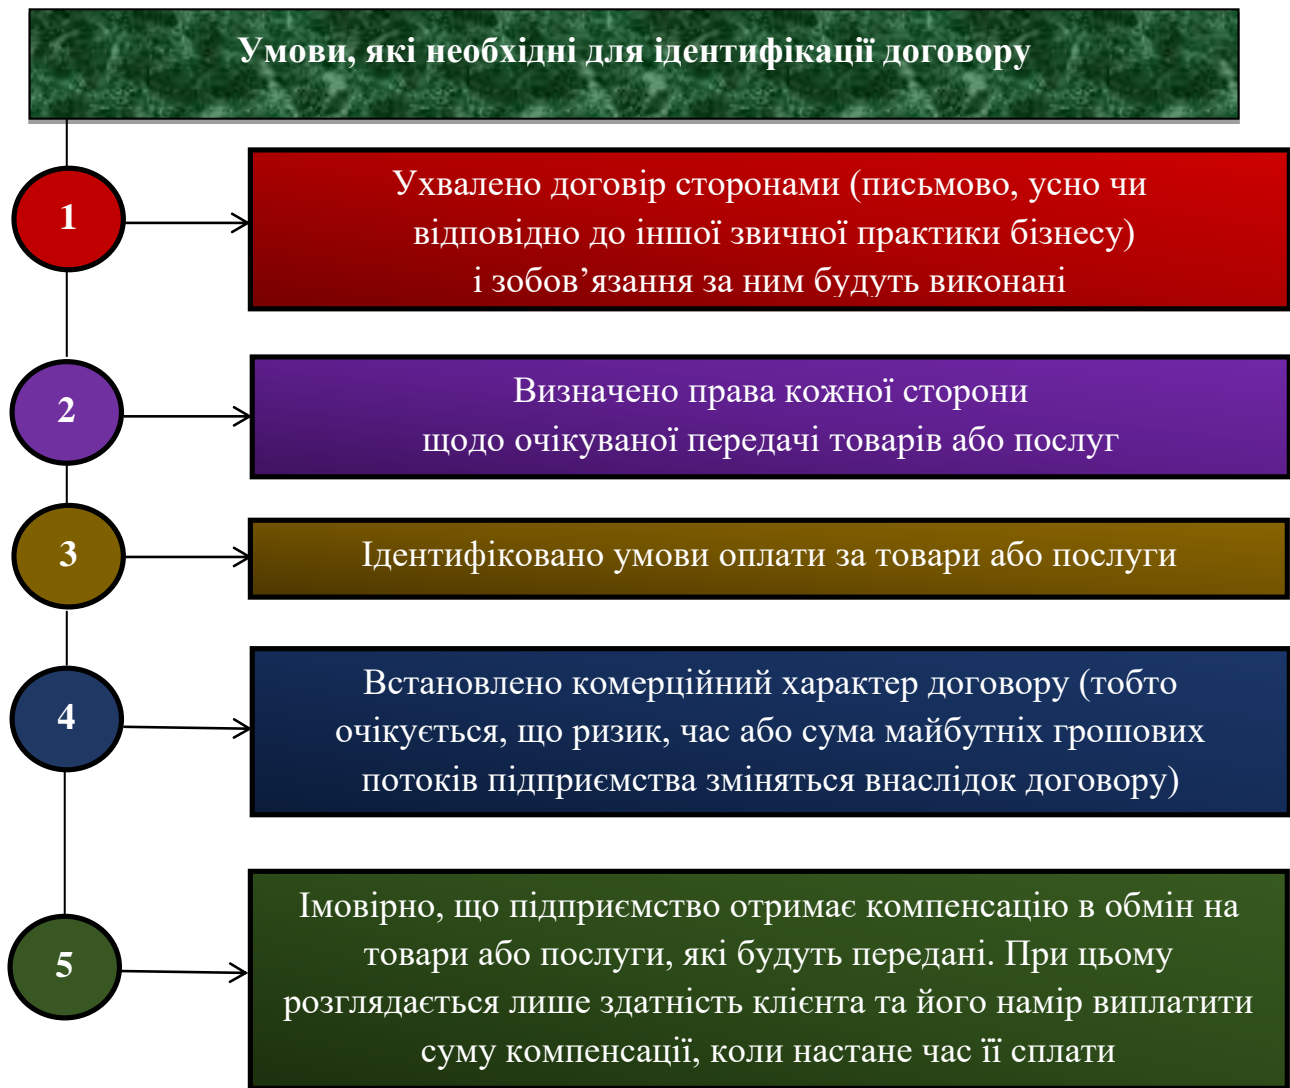 Умови, які необхідні для ідентифікації договору
1
Ухвалено договір сторонами (письмово, усно чи
відповідно до іншої звичної практики бізнесу)
і зобов’язання за ним будуть виконані
2
Визначено права кожної сторони
щодо очікуваної передачі товарів або послуг
3
Ідентифіковано умови оплати за товари або послуги
4
Встановлено комерційний характер договору (тобто
очікується, що ризик, час або сума майбутніх грошових
потоків підприємства зміняться внаслідок договору)
5
Імовірно, що підприємство отримає компенсацію в обмін на
товари або послуги, які будуть передані. При цьому
розглядається лише здатність клієнта та його намір виплатити
суму компенсації, коли настане час її сплати